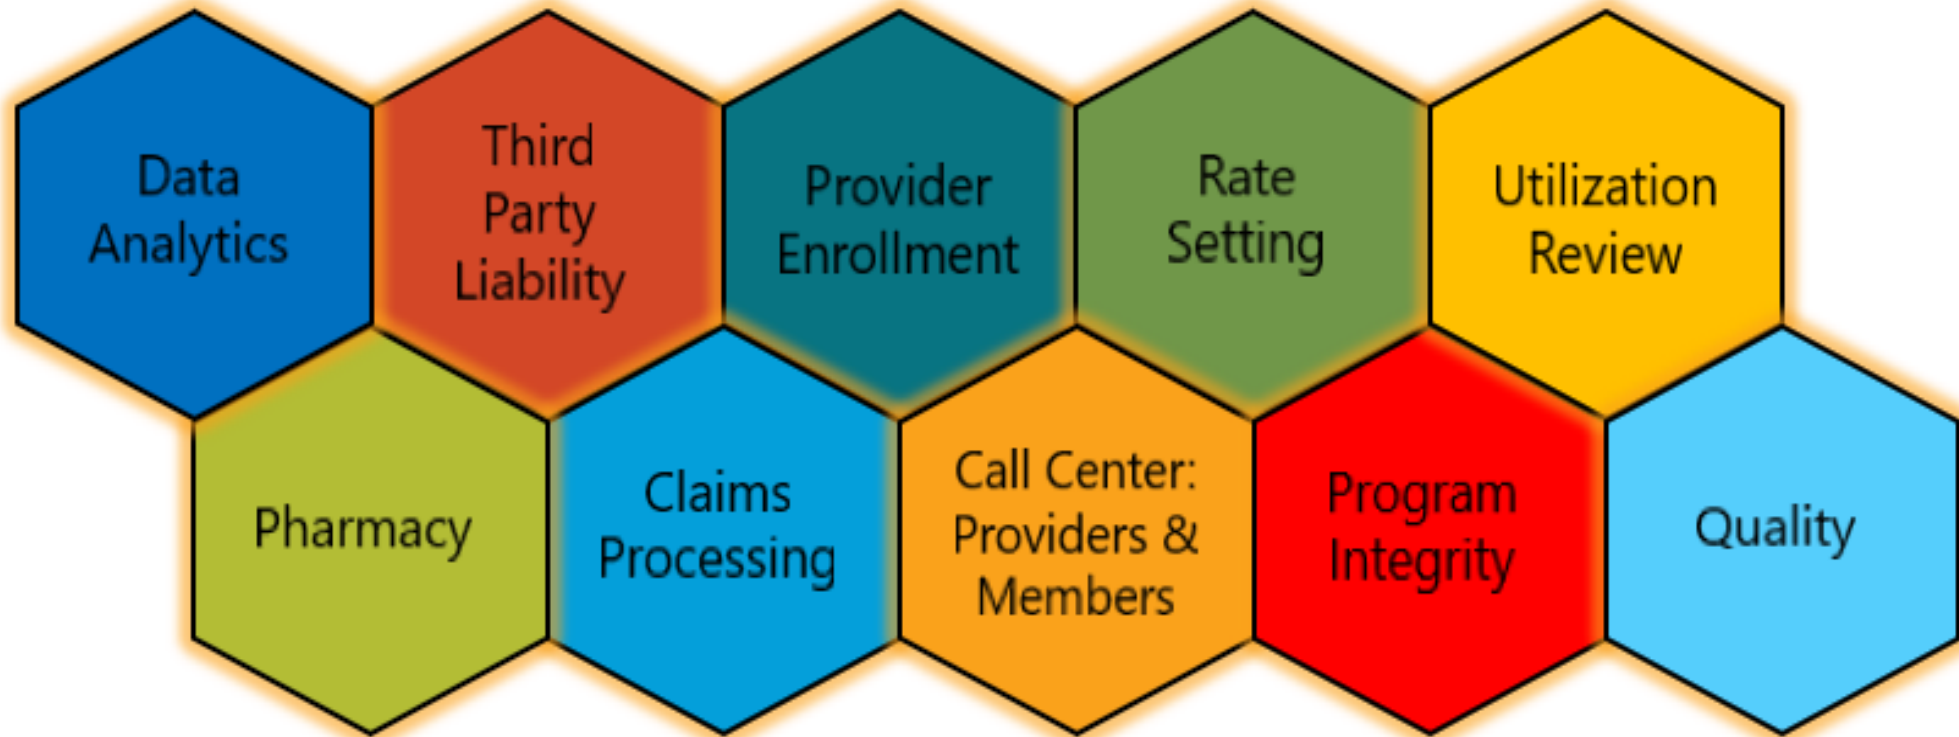 Data
Analytics
Third
Party
Liability
Provider
Enrollment
Rate
Setting
Utilization
Review
Pharmacy
Claims
Processing
Call Center:
Providers &
Members
Program
Integrity
Quality